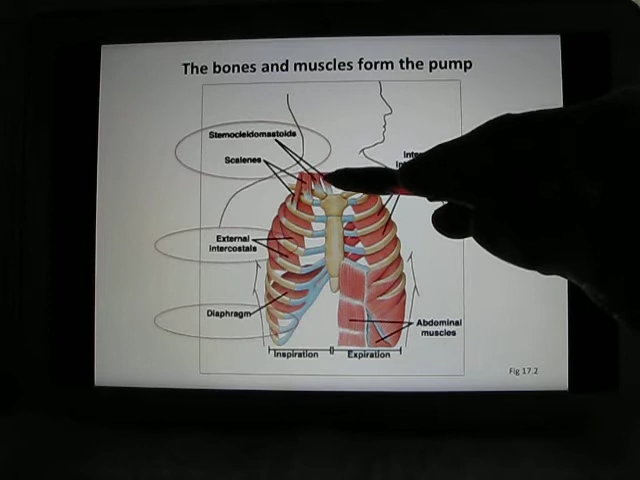 The bones and muscles form the pump
Sternocleidomastoids
Scalenes
External
intercostals
Diaphragm
Abdominal
muscles
Inspiration
Expiration
Fig 17.2